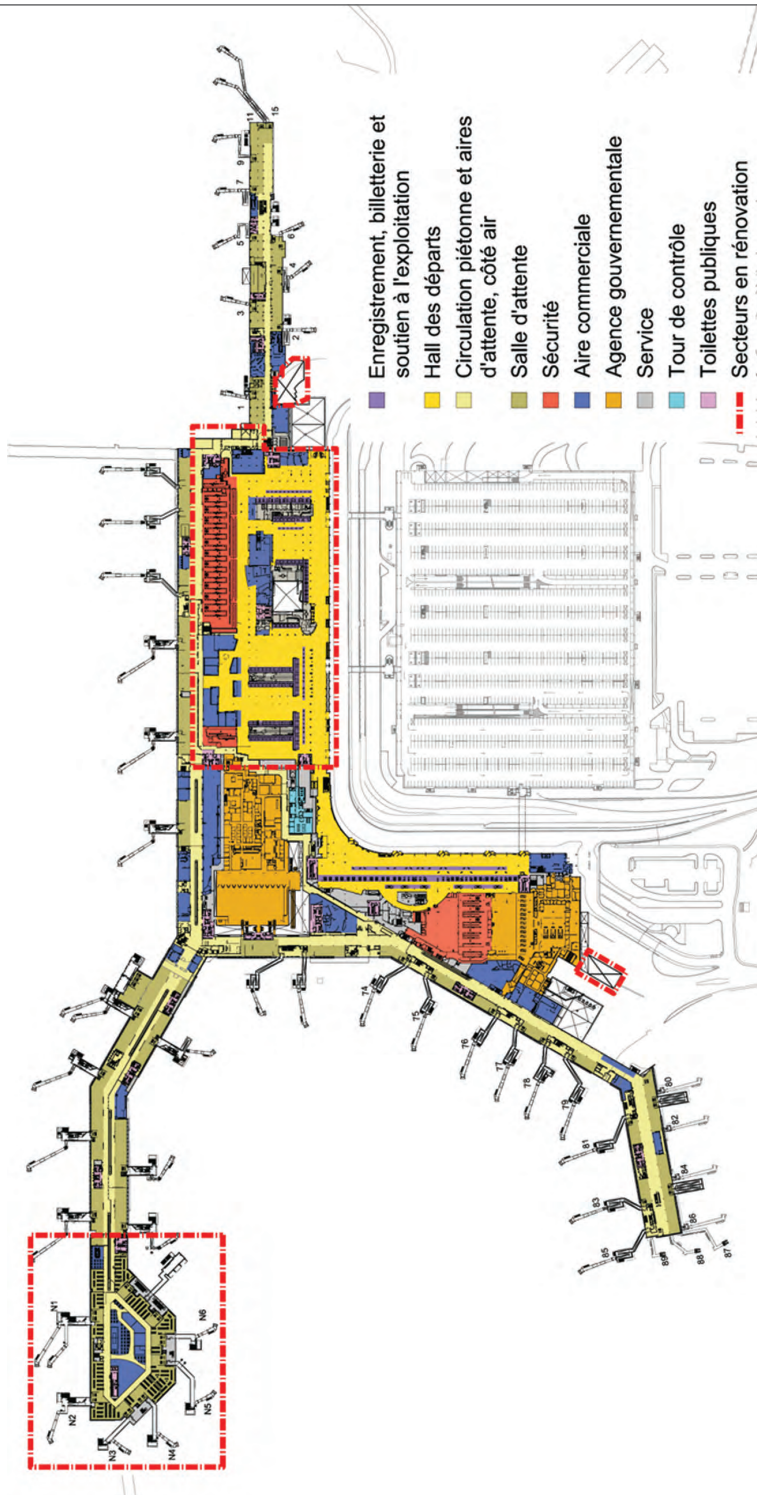 11
15
9
7
5
6
3
4
2
1
Enregistrement, billetterie et
soutien à l'exploitation
Hall des départs
Circulation piétonne et aires
d'attente, côté air
Salle d'attente
Sécurité
Aire commerciale
Agence gouvernementale
Service
Tour de contrôle
Toilettes publiques
Secteurs en rénovation
74
75
76
77
78
79
80
81
82
83
84
85
86
87
88
89
N1
N2
N3
N4
N5
N6